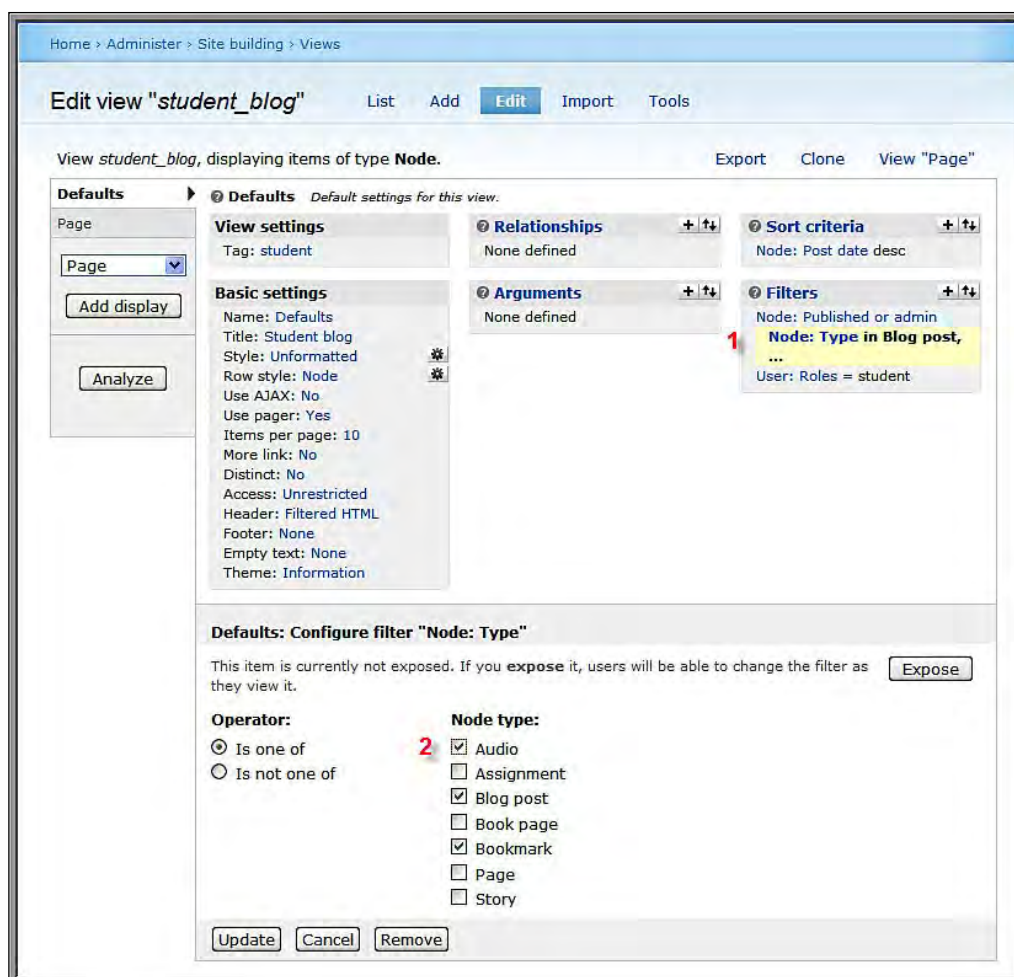 Home › Administer › Site building › Views
Edit view "student_blog"
List Add Edit Import Tools
View student_blog, displaying items of type Node.
Export Clone View "Page"
Defaults
Page
Page
Add display
Analyze
Defaults Default settings for this view.
View settings
Tag: student
Basic settings
Name: Defaults
Title: Student blog
Style: Unformatted
Row style: Node
Use AJAX: No
Use pager: Yes
Items per page: 10
More link: No
Distinct: No
Access: Unrestricted
Header: Filtered HTML
Footer: None
Empty text: None
Theme: Information
Relationships
None defined
Arguments
None defined
Sort criteria
Node: Post date desc
Filters
Node: Published or admin
1
Node: Type in Blog post,
...
User: Roles = student
Defaults: Configure filter "Node: Type"
This item is currently not exposed. If you expose it, users will be able to change the filter as
they view it.
Expose
Operator:
Is one of
Is not one of
Node type:
2
Audio
Assignment
Blog post
Book page
Bookmark
Page
Story
Update Cancel Remove